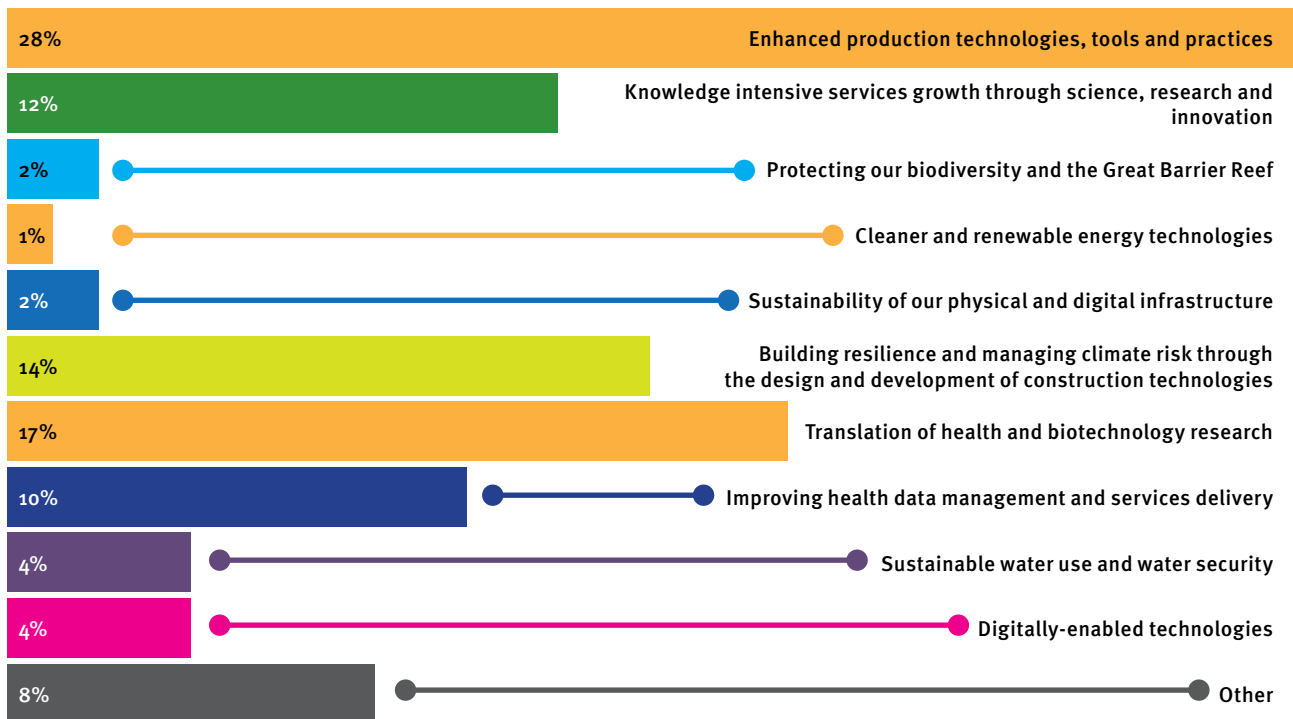 28% Enhanced production technologies, tools and practices
12% Knowledge intensive services growth through science, research and
innovation
2% Protecting our biodiversity and the Great Barrier Reef
1% Cleaner and renewable energy technologies
2% Sustainability of our physical and digital infrastructure
14% Building resilience and managing climate risk through
the design and development of construction technologies
17% Translation of health and biotechnology research
10% Improving health data management and services delivery
4% Sustainable water use and water security
4% Digitally-enabled technologies
8% Other